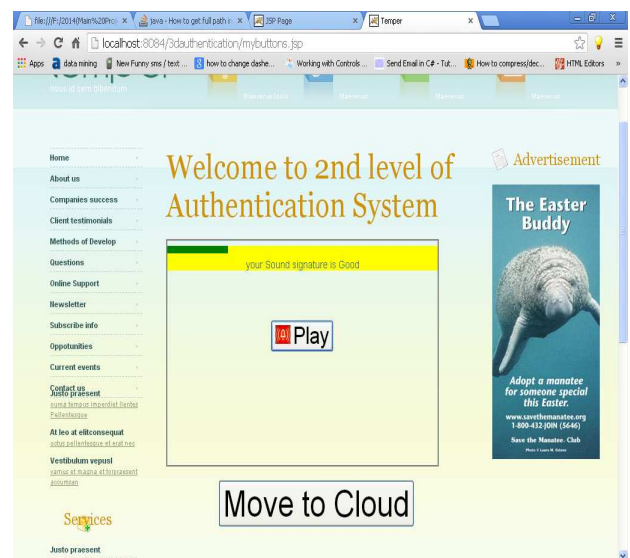 file:///P:/2014(Main%20Proj
java - How to get full path in
JSP Page
Temper
localhost:8084/3dauthentication/mybuttons.jsp
Apps
data mining
New Funny sms / text ...
how to change dashe...
Working with Controls ...
Send Email in C# - Tut...
How to compress/dec...
HTML Editors
»
Home
About us
Companies success
Client testimonials
Methods of Develop
Questions
Online Support
Newsletter
Subscribe info
Oppotunities
Current events
Contact us
Justo praesent
Pellentesque
At leo at elitconsequat
Vestibulum vepusl
accumsan
Services
Justo praesent
Welcome to 2nd level of
Authentication System
your Sound signature is Good
Play
Move to Cloud
Advertisement
The Easter
Buddy
Adopt a manatee
for someone special
this Easter.
www.savethemanatee.org
1-800-432-JOIN (5646)
Save the Manatee Club